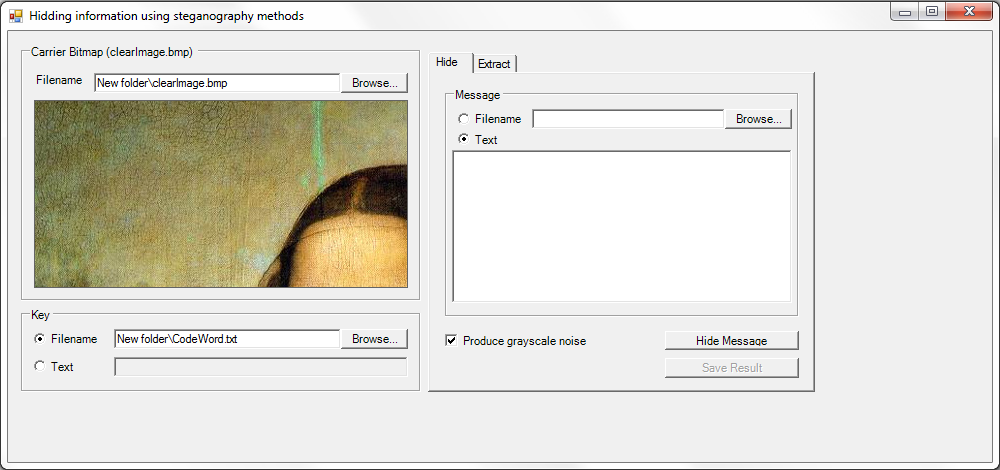 Hidding information using steganography methods
Carrier Bitmap (clearImage.bmp)
Filename New folder\clearImage.bmp Browse...
Key
Filename New folder\CodeWord.txt Browse...
Text
Hide Extract
Message
Filename Browse...
Text
Produce grayscale noise Hide Message
Save Result